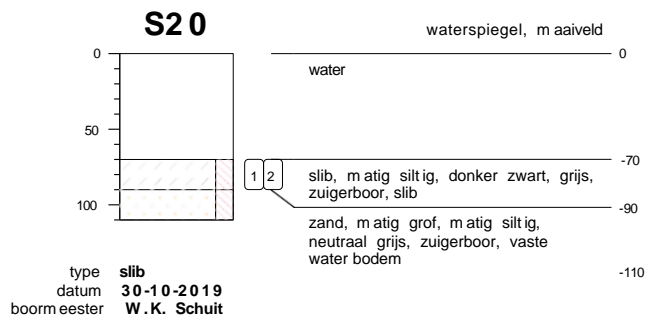 S20
waterspiegel, maaiveld
0
0
water
50
-70
1 2
slib, matig siltig, donker zwart, grijs,
zuigerboor, slib
100
-90
zand, matig grof, matig siltig,
neutraal grijs, zuigerboor, vaste
water bodem
-110
type slib
datum 30-10-2019
boormeester W.K. Schuit